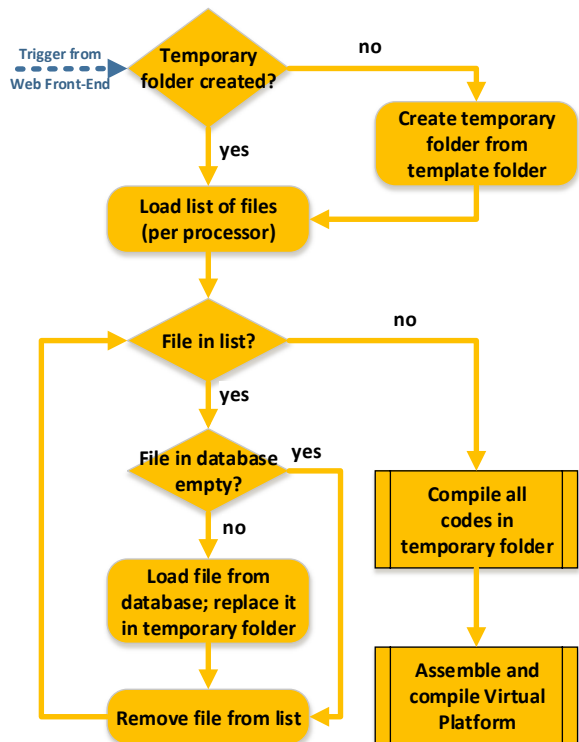 Temporary
folder created?
no
Trigger from
Web Front-End
Create temporary
folder from
template folder
yes
Load list of files
(per processor)
no
File in list?
yes
File in database
empty?
yes
no
Compile all
codes in
temporary folder
Load file from
database; replace it
in temporary folder
Remove file from list
Assemble and
compile Virtual
Platform